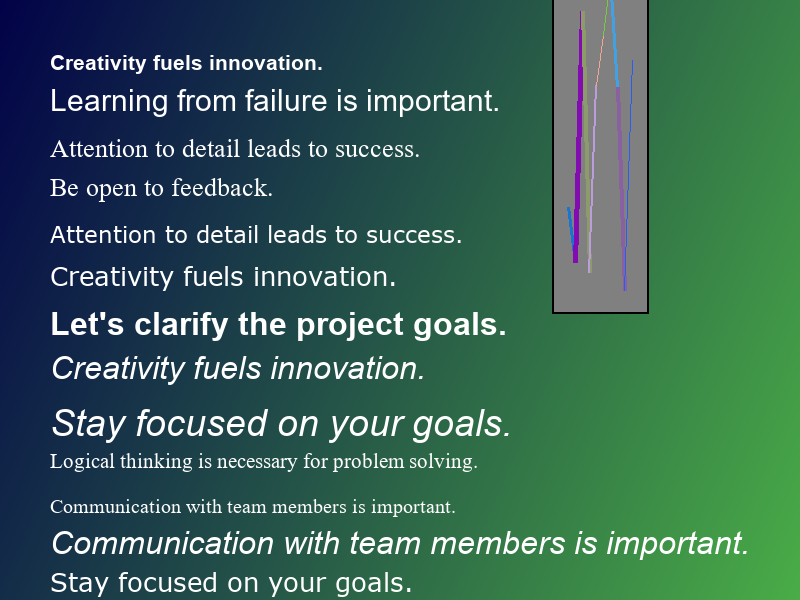 Creativity fuels innovation.
Learning from failure is important.
Attention to detail leads to success.
Be open to feedback.
Attention to detail leads to success.
Creativity fuels innovation.
Let's clarify the project goals.
Creativity fuels innovation.
Stay focused on your goals.
Logical thinking is necessary for problem solving.
Communication with team members is important.
Communication with team members is important.
Stay focused on your goals.